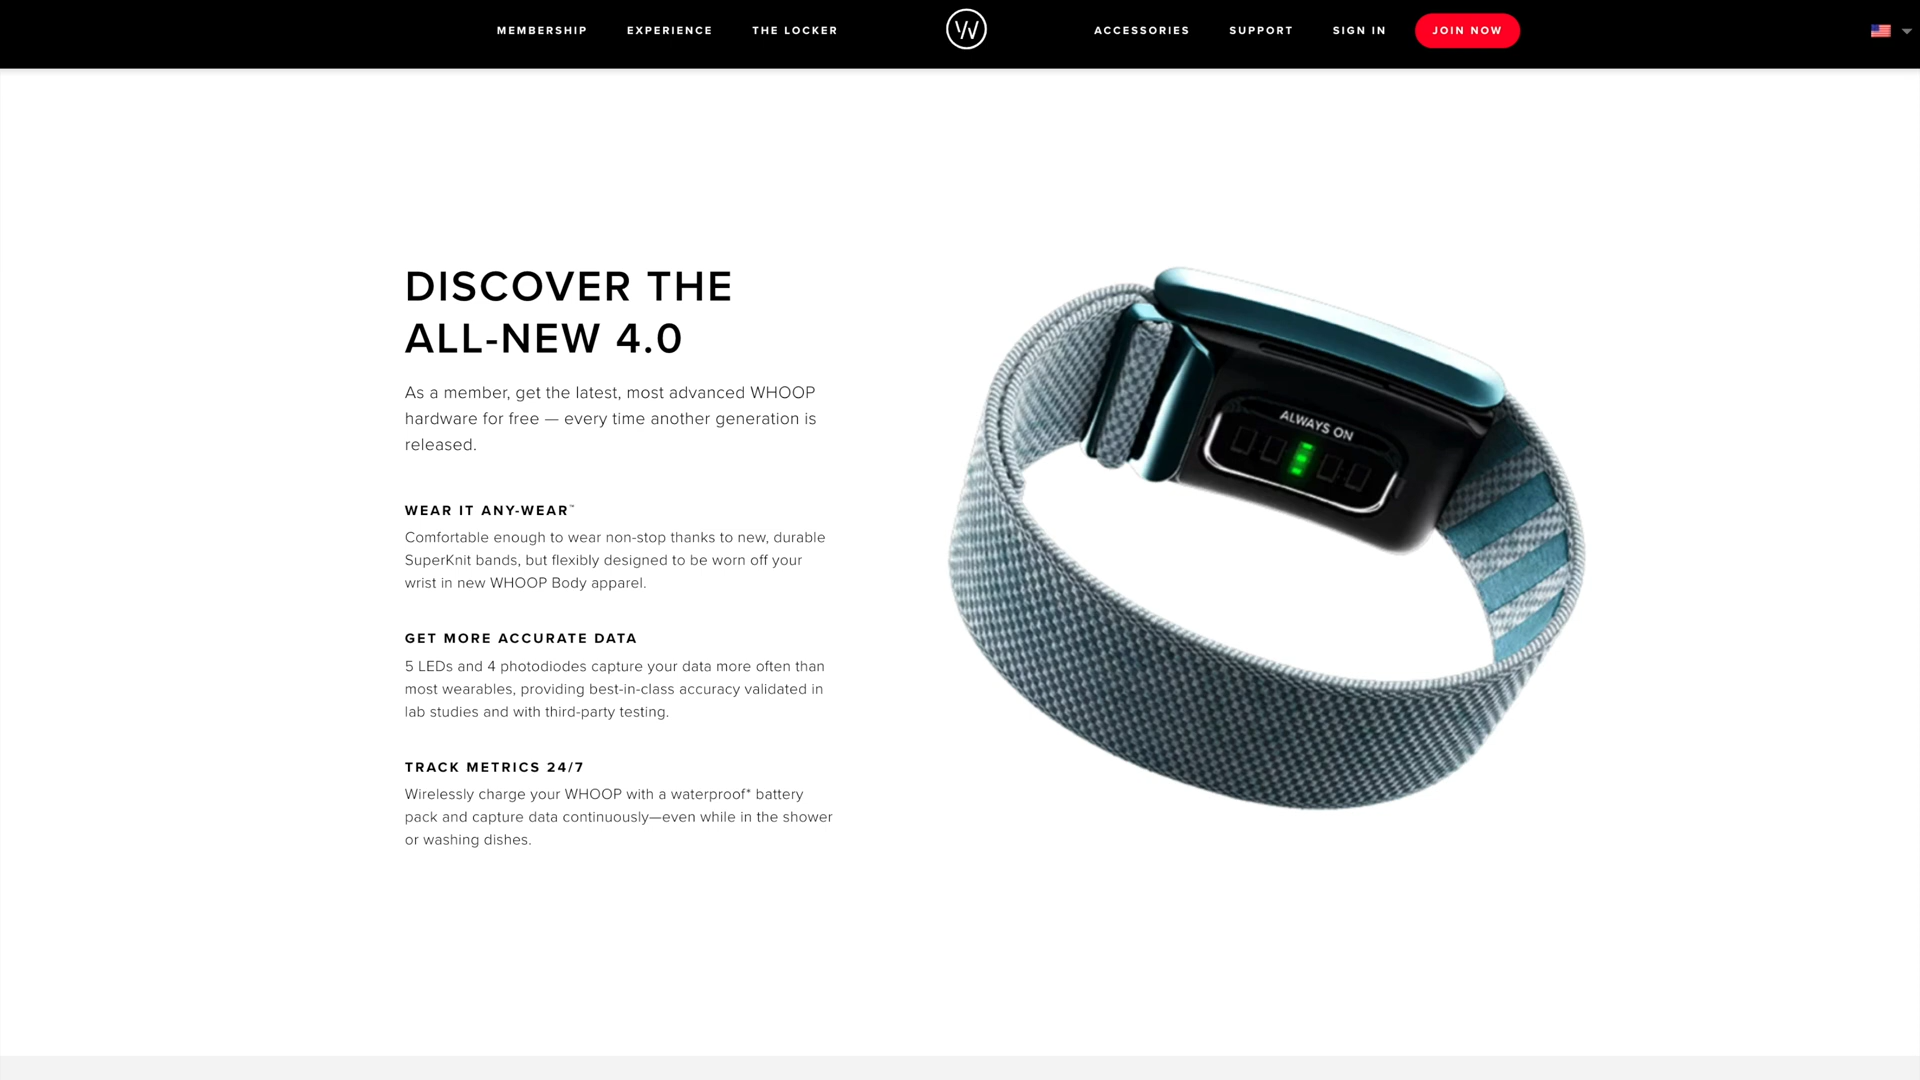 MEMBERSHIP EXPERIENCE THE LOCKER W ACCESSORIES SUPPORT SIGN IN JOIN NOW
DISCOVER THE
ALL-NEW 4.0
As a member, get the latest, most advanced WHOOP
hardware for free — every time another generation is
released.
WEAR IT ANY-WEAR™
Comfortable enough to wear non-stop thanks to new, durable
SuperKnit bands, but flexibly designed to be worn off your
wrist in new WHOOP Body apparel.
GET MORE ACCURATE DATA
5 LEDs and 4 photodiodes capture your data more often than
most wearables, providing best-in-class accuracy validated in
lab studies and with third-party testing.
TRACK METRICS 24/7
Wirelessly charge your WHOOP with a waterproof* battery
pack and capture data continuously—even while in the shower
or washing dishes.
ALWAYS ON